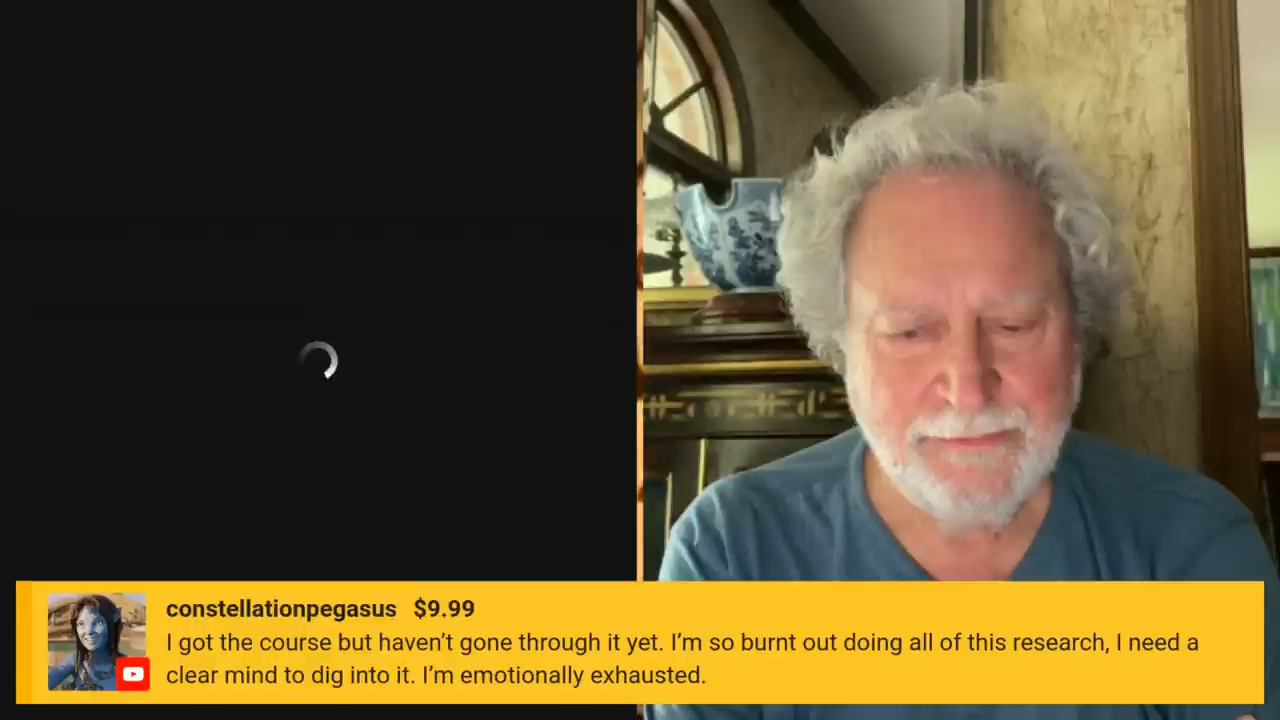 constellationpegasus $9.99
I got the course but haven’t gone through it yet. I’m so burnt out doing all of this research, I need a
clear mind to dig into it. I’m emotionally exhausted.